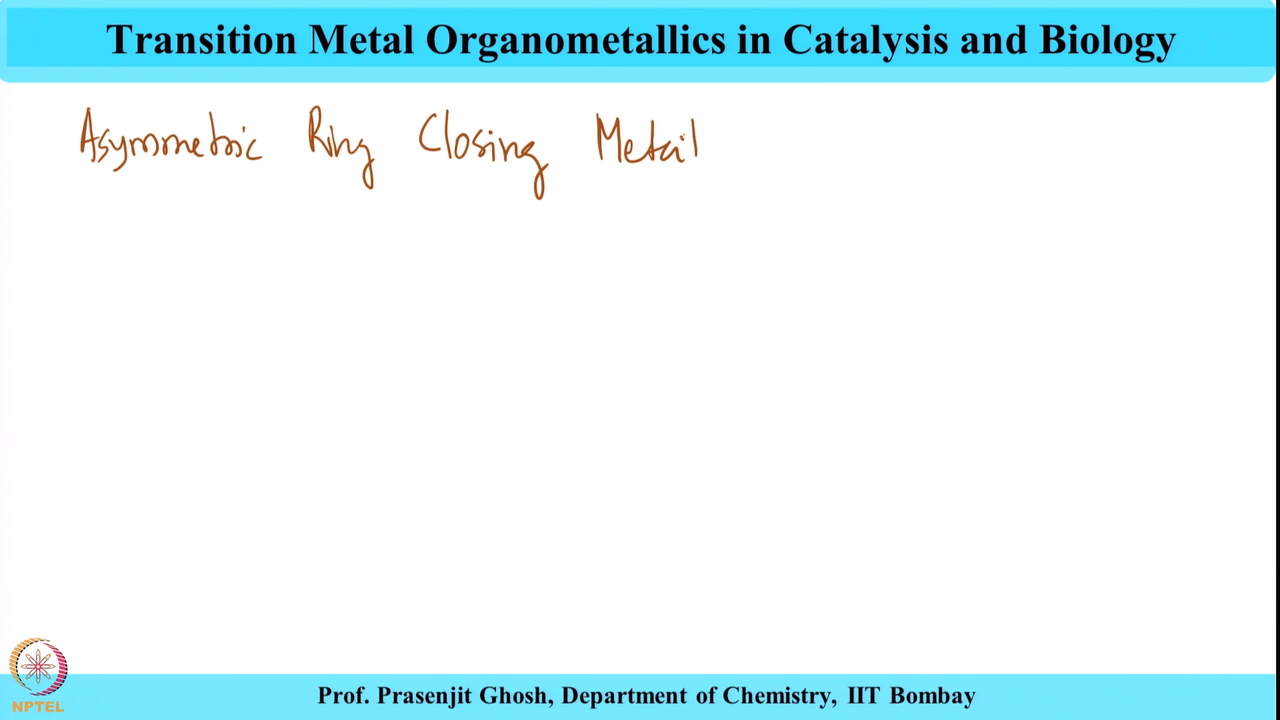 Transition Metal Organometallics in Catalysis and Biology
Asymmetric Ring Closing Metail
NPTEL
Prof. Prasenjit Ghosh, Department of Chemistry, IIT Bombay